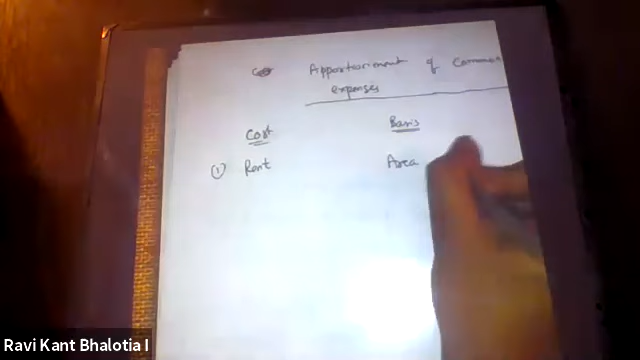 Apportionment of Common
expenses
Cost Basis
(1) Rent Area
Ravi Kant Bhalotia I